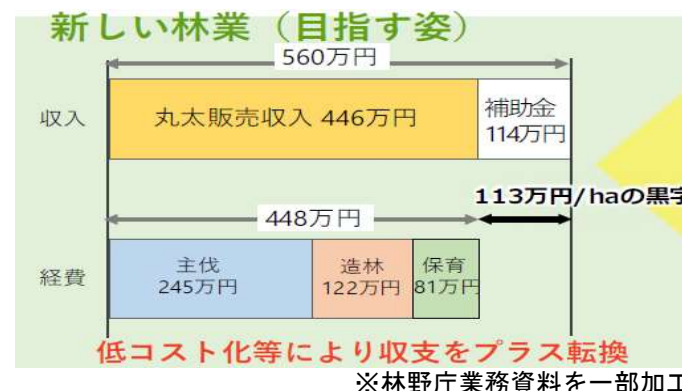 新しい林業（目指す姿）
560万円
収入
丸太販売収入 446万円
補助金
114万円
113万円/haの黒字
448万円
経費
主伐
245万円
造林
122万円
保育
81万円
低コスト化等により収支をプラス転換
※林野庁業務資料を一部加工